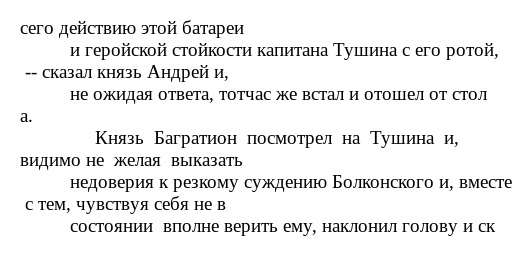 сего действию этой батареи
и геройской стойкости капитана Тушина с его ротой,
-- сказал князь Андрей и,
не ожидая ответа, тотчас же встал и отошел от стол
а.
Князь Багратион посмотрел на Тушина и,
видимо не желая выказать
недоверия к резкому суждению Болконского и, вместе
с тем, чувствуя себя не в
состоянии вполне верить ему, наклонил голову и ск